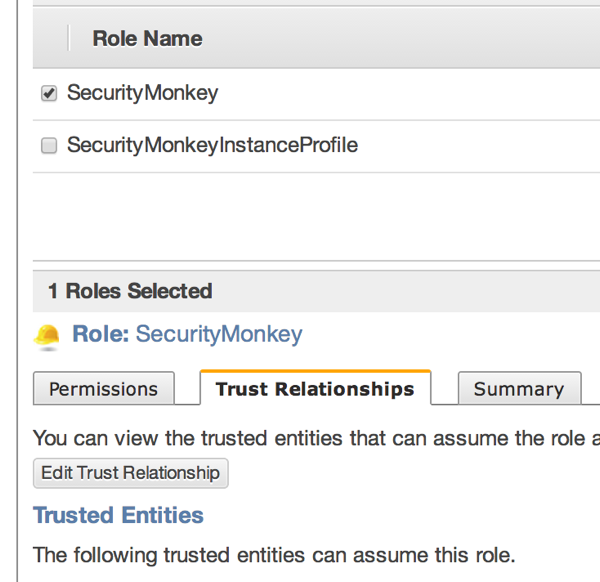 Role Name
SecurityMonkey
SecurityMonkeyInstanceProfile
1 Roles Selected
Role: SecurityMonkey
Permissions Trust Relationships Summary
You can view the trusted entities that can assume the role a
Edit Trust Relationship
Trusted Entities
The following trusted entities can assume this role.